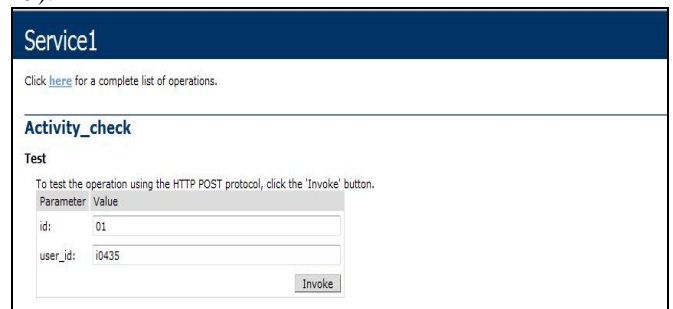 Service1
Click here for a complete list of operations.
Activity_check
Test
To test the operation using the HTTP POST protocol, click the 'Invoke' button.
Parameter Value
id: 01
user_id: i0435
Invoke